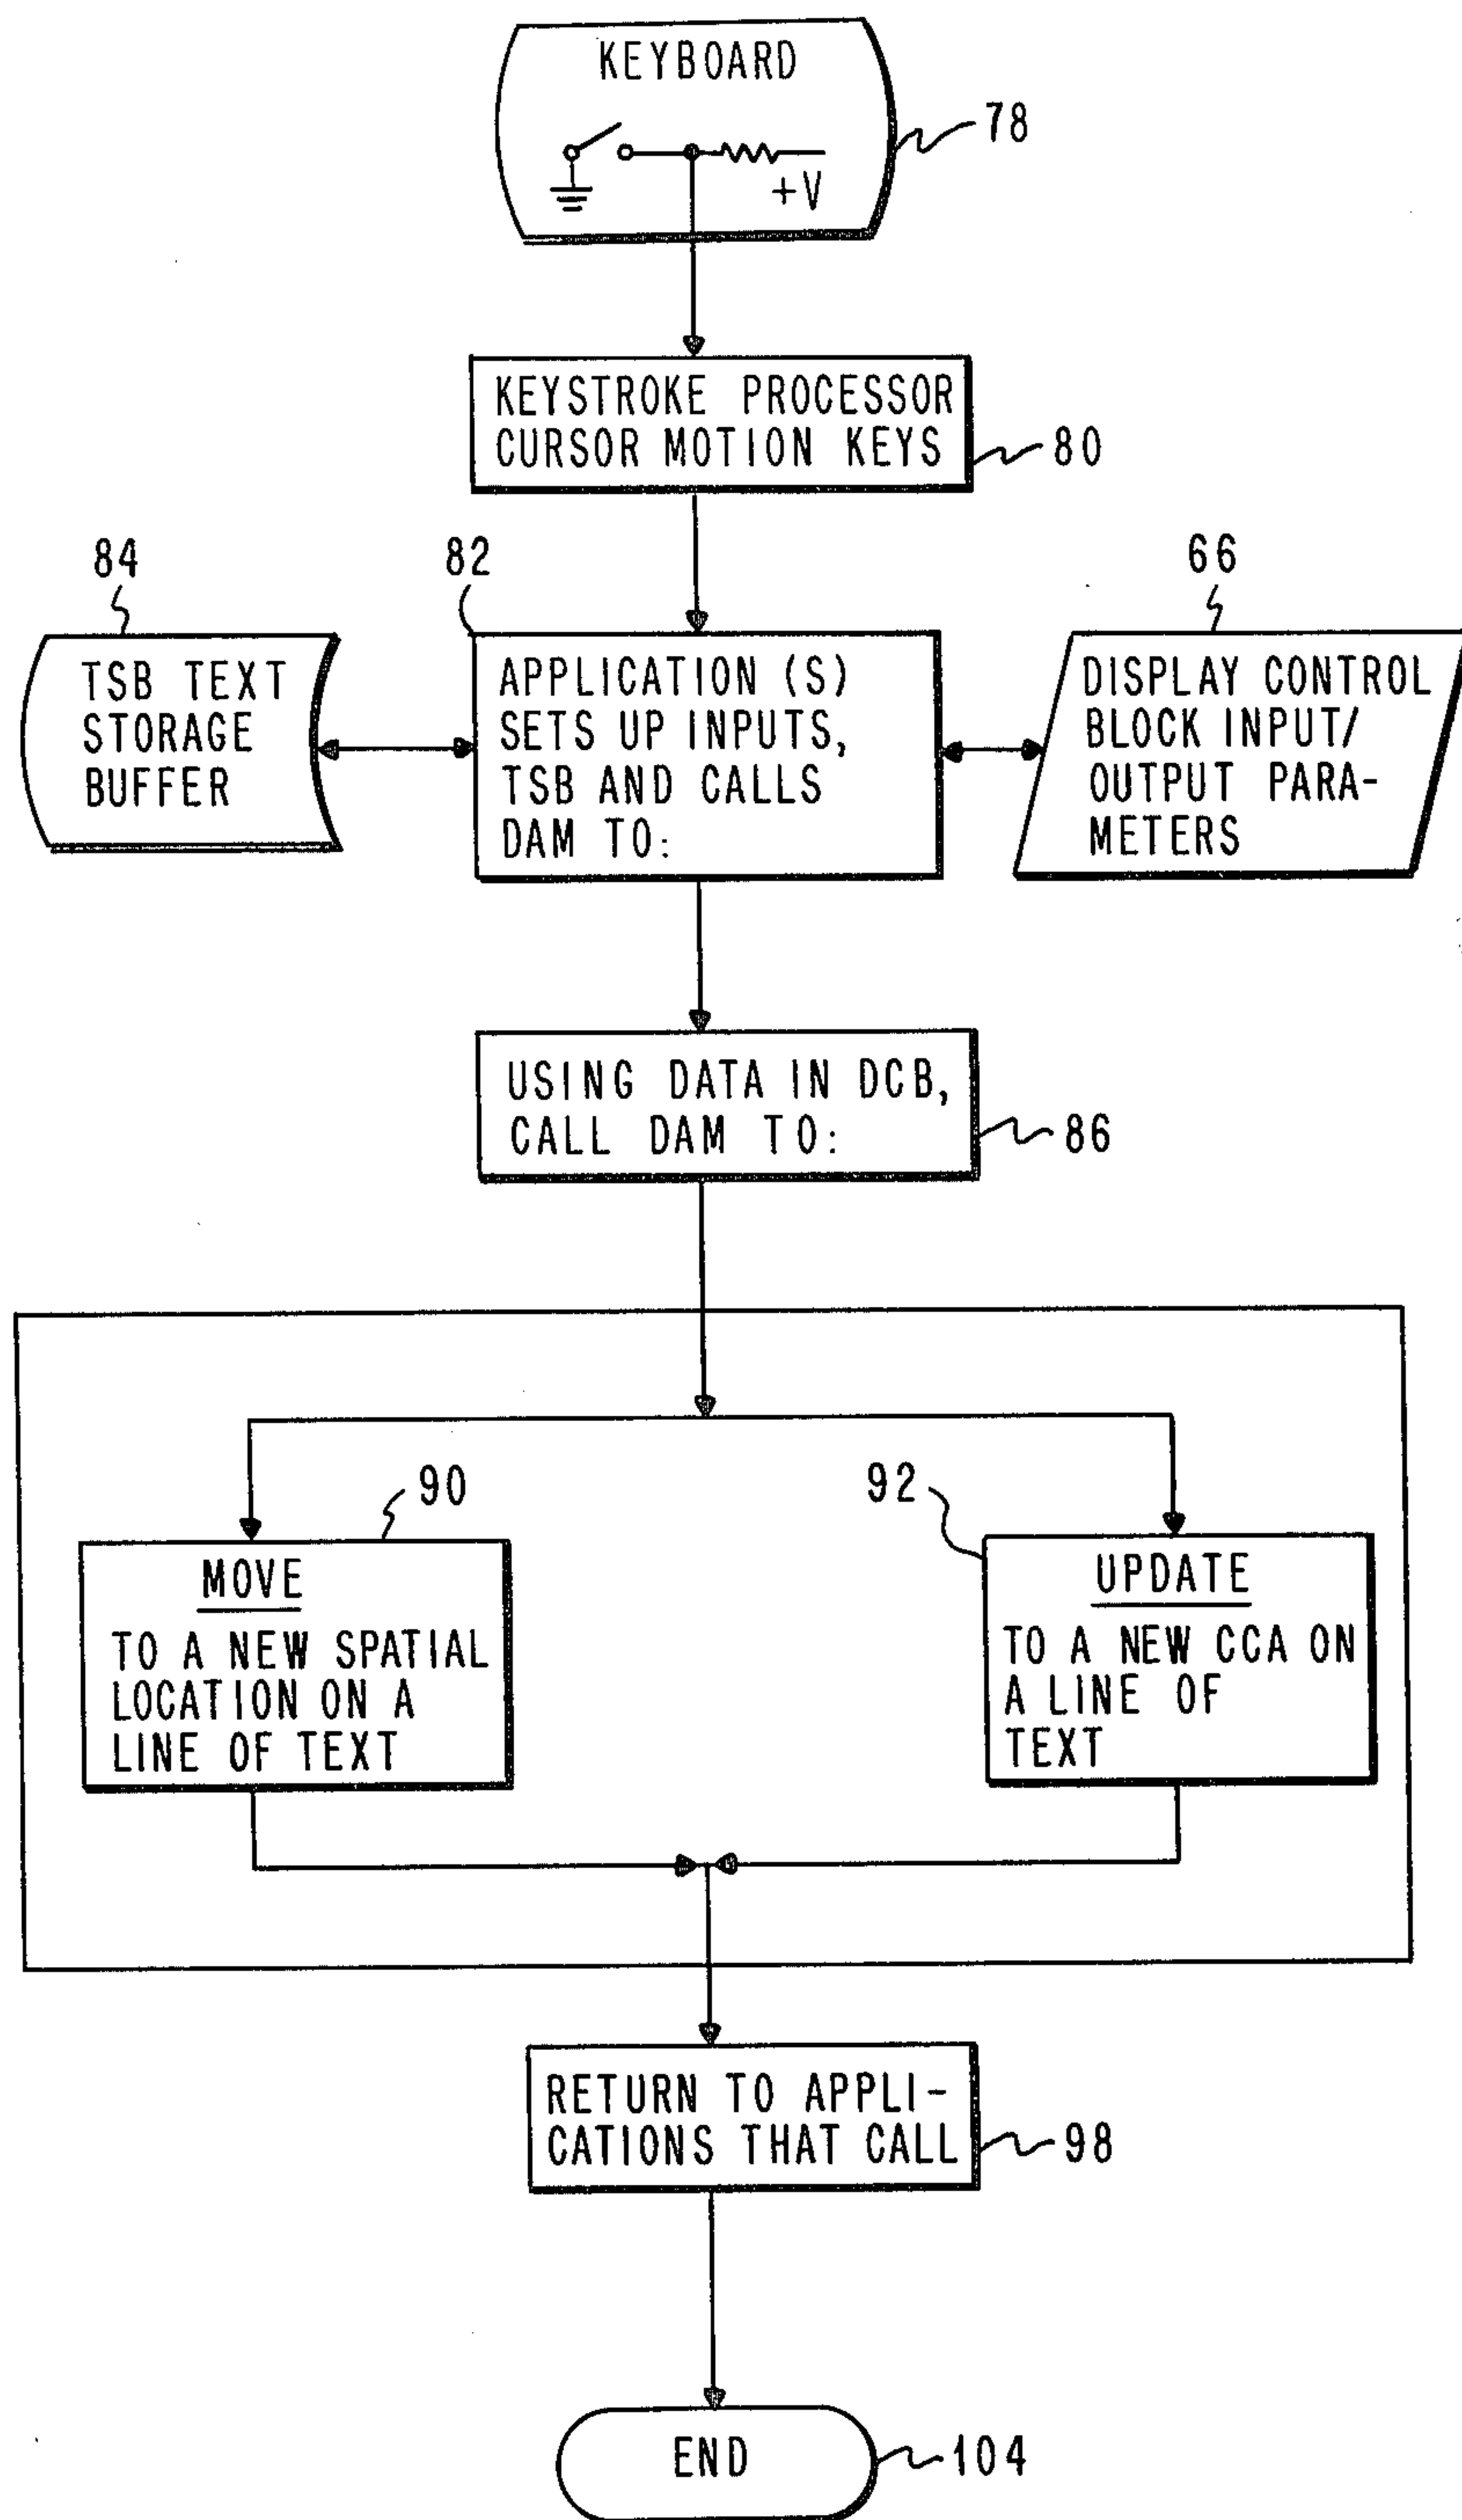 KEYBOARD
78
+V
KEYSTROKE PROCESSOR
CURSOR MOTION KEYS
80
84
82
66
TSB TEXT
STORAGE
BUFFER
APPLICATION (S)
SETS UP INPUTS,
TSB AND CALLS
DAM TO:
DISPLAY CONTROL
BLOCK INPUT/
OUTPUT PARA-
METERS
USING DATA IN DCB,
CALL DAM TO:
86
90
92
MOVE
TO A NEW SPATIAL
LOCATION ON A
LINE OF TEXT
UPDATE
TO A NEW CCA ON
A LINE OF
TEXT
RETURN TO APPLI-
CATIONS THAT CALL
98
END
104